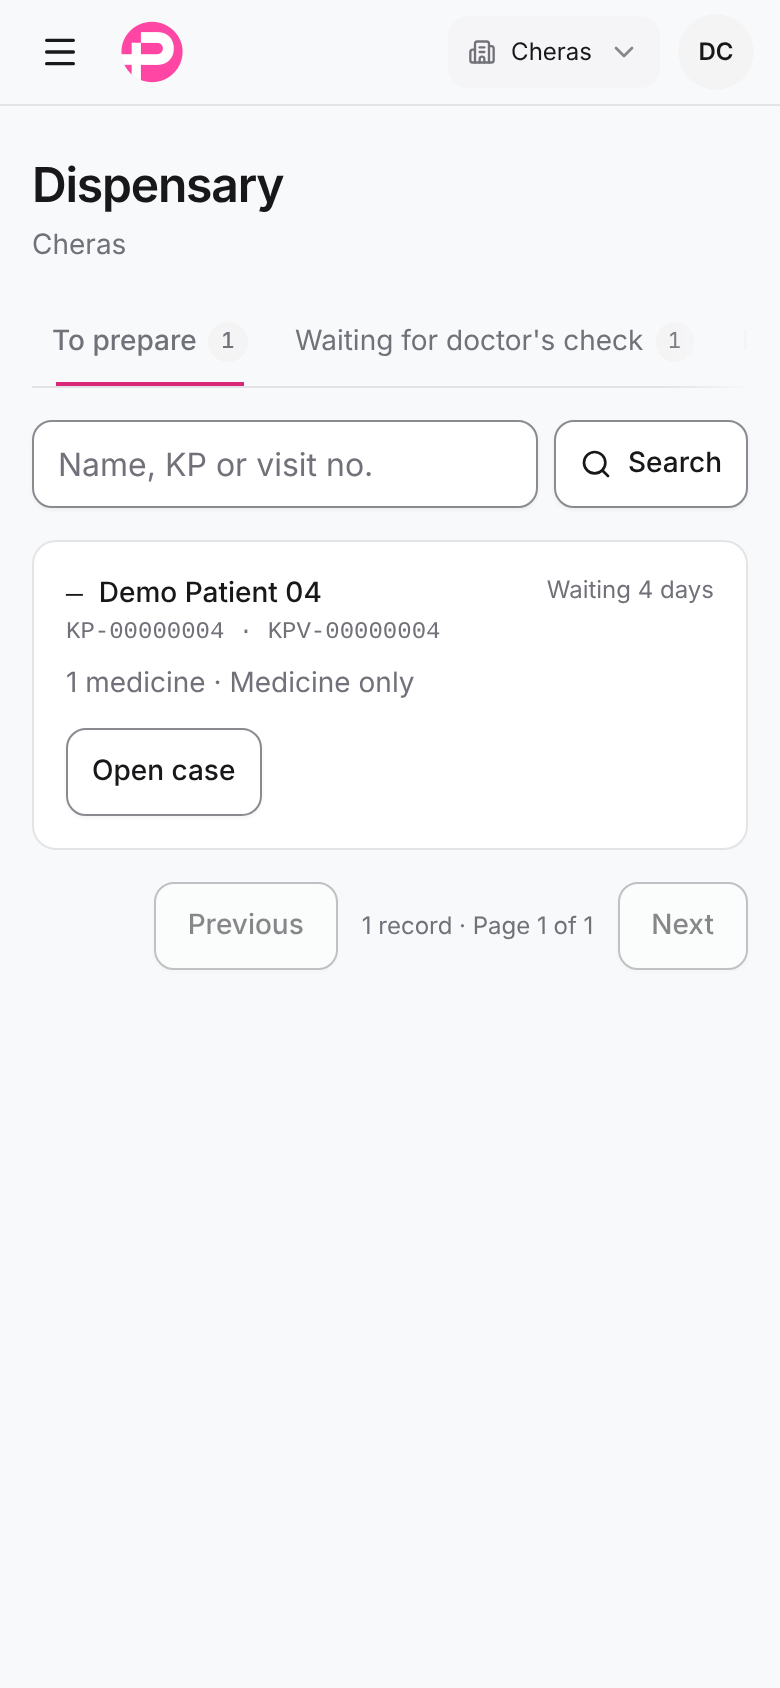 Cheras
DC
Dispensary
Cheras
To prepare 1
Waiting for doctor's check 1
Name, KP or visit no.
Search
– Demo Patient 04
Waiting 4 days
KP-00000004 · KPV-00000004
1 medicine · Medicine only
Open case
Previous
1 record · Page 1 of 1
Next